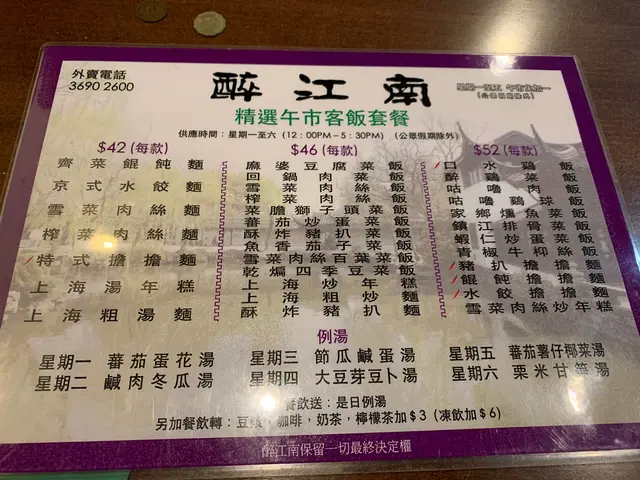 外賣電話
3690 2600
醉江南
星期一至五 午市
(公眾假期除外)
精選午市客飯套餐
供應時間：星期一至六（12：00PM–5：30PM）（公眾假期除外）
$42 (每款)
薺菜餛飩麵
京式水餃麵
雪菜肉絲麵
榨菜肉絲麵
特式擔擔麵
上海湯年糕
上海粗湯麵
$46 (每款)
麻婆豆腐菜飯
回鍋肉菜飯
雪菜肉絲飯
榨菜肉絲飯
菜膽獅子頭菜飯
蕃茄炒蛋菜飯
酥炸豬扒菜飯
魚香茄子菜飯
雪菜肉絲百葉菜飯
乾煸四季豆菜飯
上海炒年糕
上海粗炒麵
酥炸豬扒麵
$52 (每款)
口水雞飯
醉雞菜飯
咕嚕肉飯
咕嚕雞球飯
家鄉燻魚菜飯
鎮江排骨菜飯
蝦仁炒蛋菜飯
青椒牛柳絲飯
豬扒擔擔麵
餛飩擔擔麵
水餃擔擔麵
雪菜肉絲炒年糕
例湯
星期一 蕃茄蛋花湯
星期二 鹹肉冬瓜湯
星期三 節瓜鹹蛋湯
星期四 大豆芽豆卜湯
星期五 蕃茄薯仔椰菜湯
星期六 栗米甘筍湯
餐飲送：是日例湯
另加餐飲轉：豆漿，咖啡，奶茶，檸檬茶加＄3（凍飲加＄6）
醉江南保留一切最終決定權